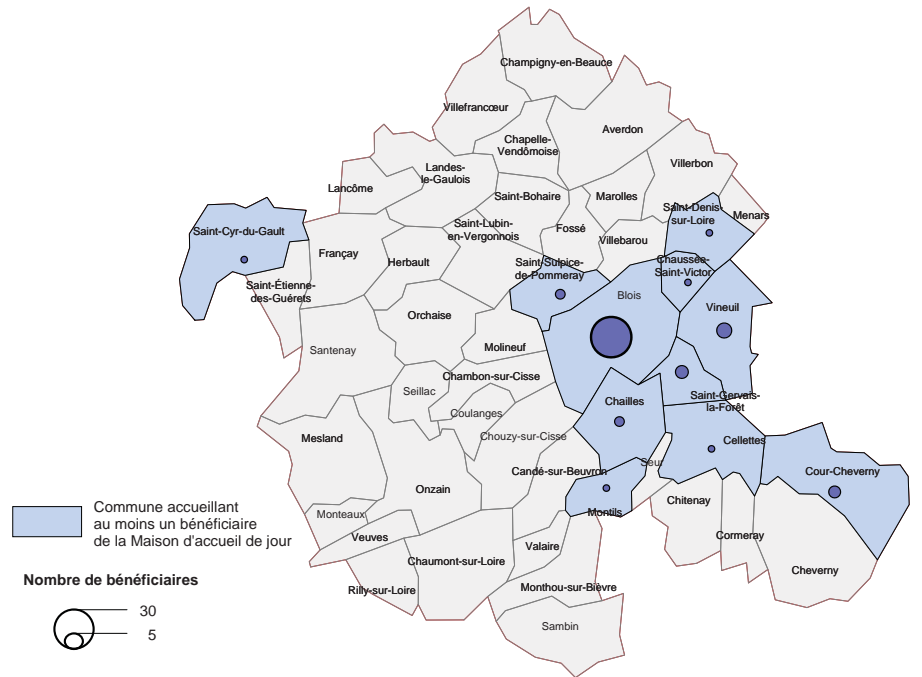 Champigny-en-Beauce
Villefrancœur
Averdon
Chapelle-
Vendômoise
Villerbon
Landes-
le-Gaulois
Lancôme
Saint-Bohaire
Marolles
Saint-Denis-
sur-Loire
Menars
Saint-Cyr-du-Gault
Saint-Lubin-
en-Vergonnois
Fossé
Villebarou
Françay
Herbault
Saint-Sulpice-
de-Pommeray
Chaussée-
Saint-Victor
Saint-Étienne-
des-Guérets
Blois
Vineuil
Orchaise
Santenay
Molineuf
Chambon-sur-Cisse
Seillac
Saint-Gervais-
la-Forêt
Chailles
Coulanges
Mesland
Chouzy-sur-Cisse
Cellettes
Candé-sur-Beuvron
Seur
Cour-Cheverny
Onzain
Chitenay
Monteaux
Montils
Veuves
Valaire
Cormeray
Chaumont-sur-Loire
Cheverny
Rilly-sur-Loire
Monthou-sur-Bièvre
Sambin
Commune accueillant
au moins un bénéficiaire
de la Maison d'accueil de jour
Nombre de bénéficiaires
30
5